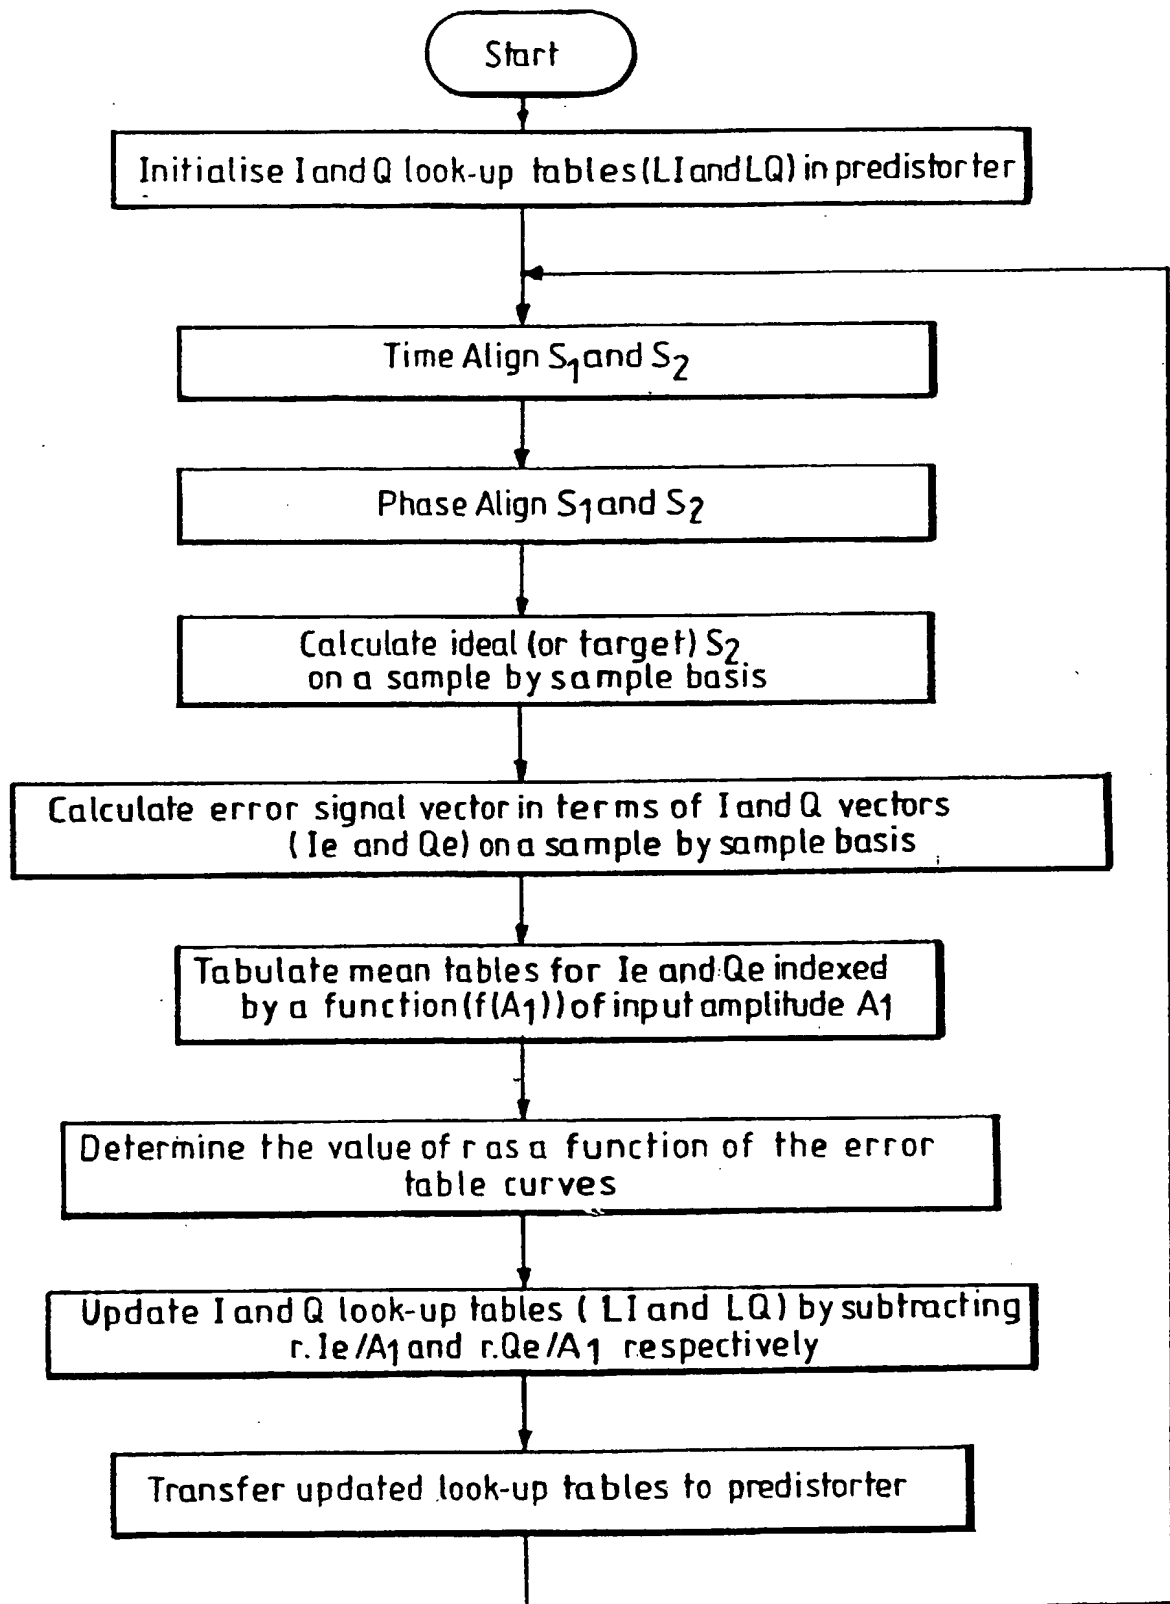 Start
Initialise I and Q look-up tables (LI and LQ) in predistorter
Time Align S1 and S2
Phase Align S1 and S2
Calculate ideal (or target) S2
on a sample by sample basis
Calculate error signal vector in terms of I and Q vectors
(Ie and Qe) on a sample by sample basis
Tabulate mean tables for Ie and Qe indexed
by a function (f(A1)) of input amplitude A1
Determine the value of r as a function of the error
table curves
Update I and Q look-up tables (LI and LQ) by subtracting
r.Ie/A1 and r.Qe/A1 respectively
Transfer updated look-up tables to predistorter